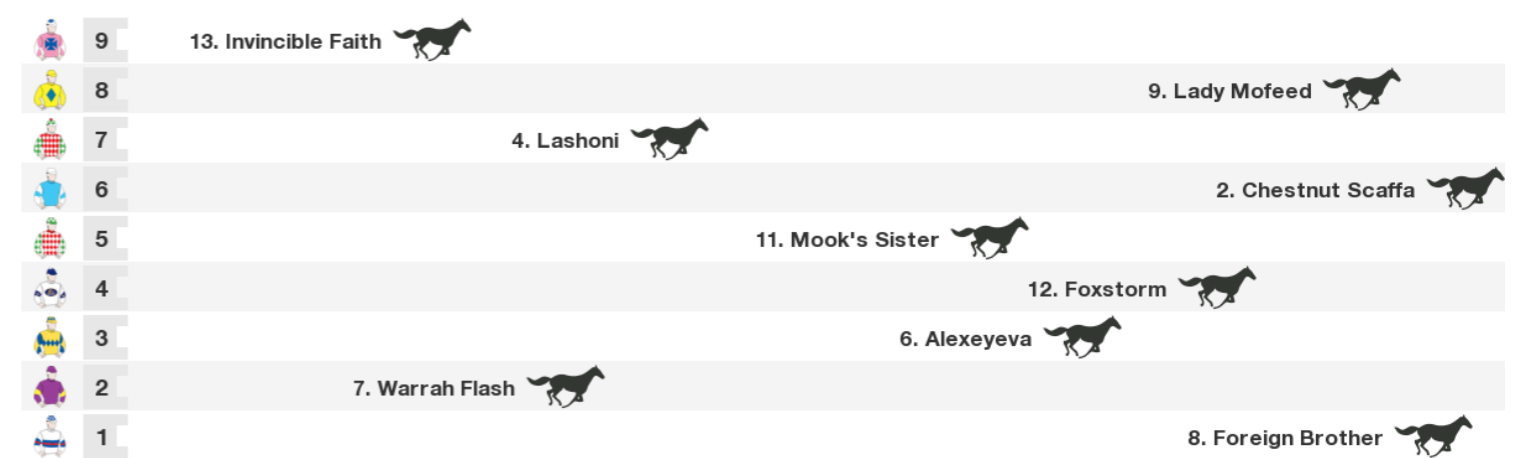 9 13. Invincible Faith
8 9. Lady Mofeed
7 4. Lashoni
6 2. Chestnut Scaffa
5 11. Mook's Sister
4 12. Foxstorm
3 6. Alexeyeva
2 7. Warrah Flash
1 8. Foreign Brother